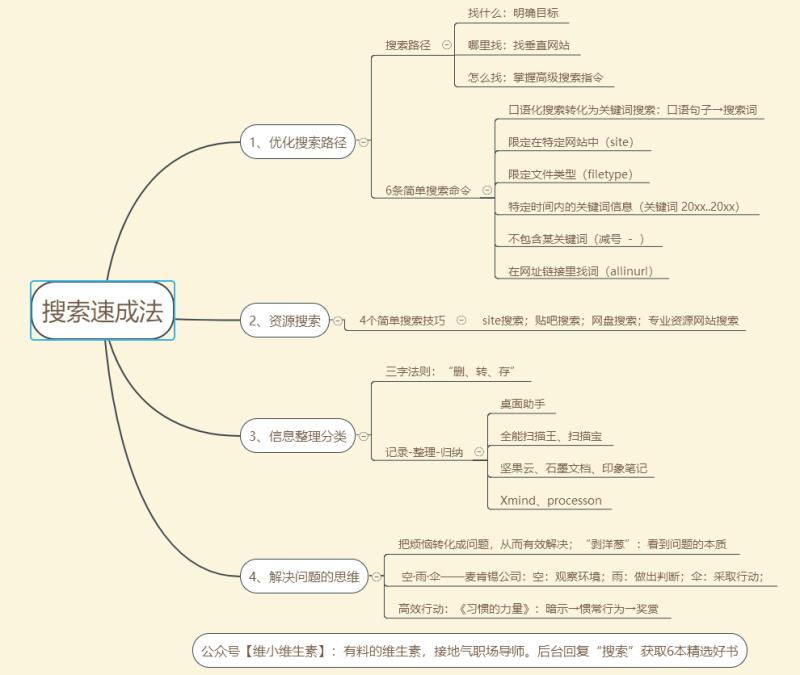 搜索速成法
1、优化搜索路径
搜索路径
找什么：明确目标
哪里找：找垂直网站
怎么找：掌握高级搜索指令
6条简单搜索命令
口语化搜索转化为关键词搜索：口语句子→搜索词
限定在特定网站中（site）
限定文件类型（filetype）
特定时间内的关键词信息（关键词 20xx..20xx）
不包含某关键词（减号 - ）
在网址链接里找词（allinurl）
2、资源搜索
4个简单搜索技巧
site搜索；贴吧搜索；网盘搜索；专业资源网站搜索
3、信息整理分类
三字法则：“删、转、存”
记录-整理-归纳
桌面助手
全能扫描王、扫描宝
坚果云、石墨文档、印象笔记
Xmind、processon
4、解决问题的思维
把烦恼转化成问题，从而有效解决；“剥洋葱”：看到问题的本质
空·雨·伞——麦肯锡公司：空：观察环境；雨：做出判断；伞：采取行动；
高效行动：《习惯的力量》：暗示→惯常行为→奖赏
公众号【维小维生素】：有料的维生素，接地气职场导师。后台回复“搜索”获取6本精选好书